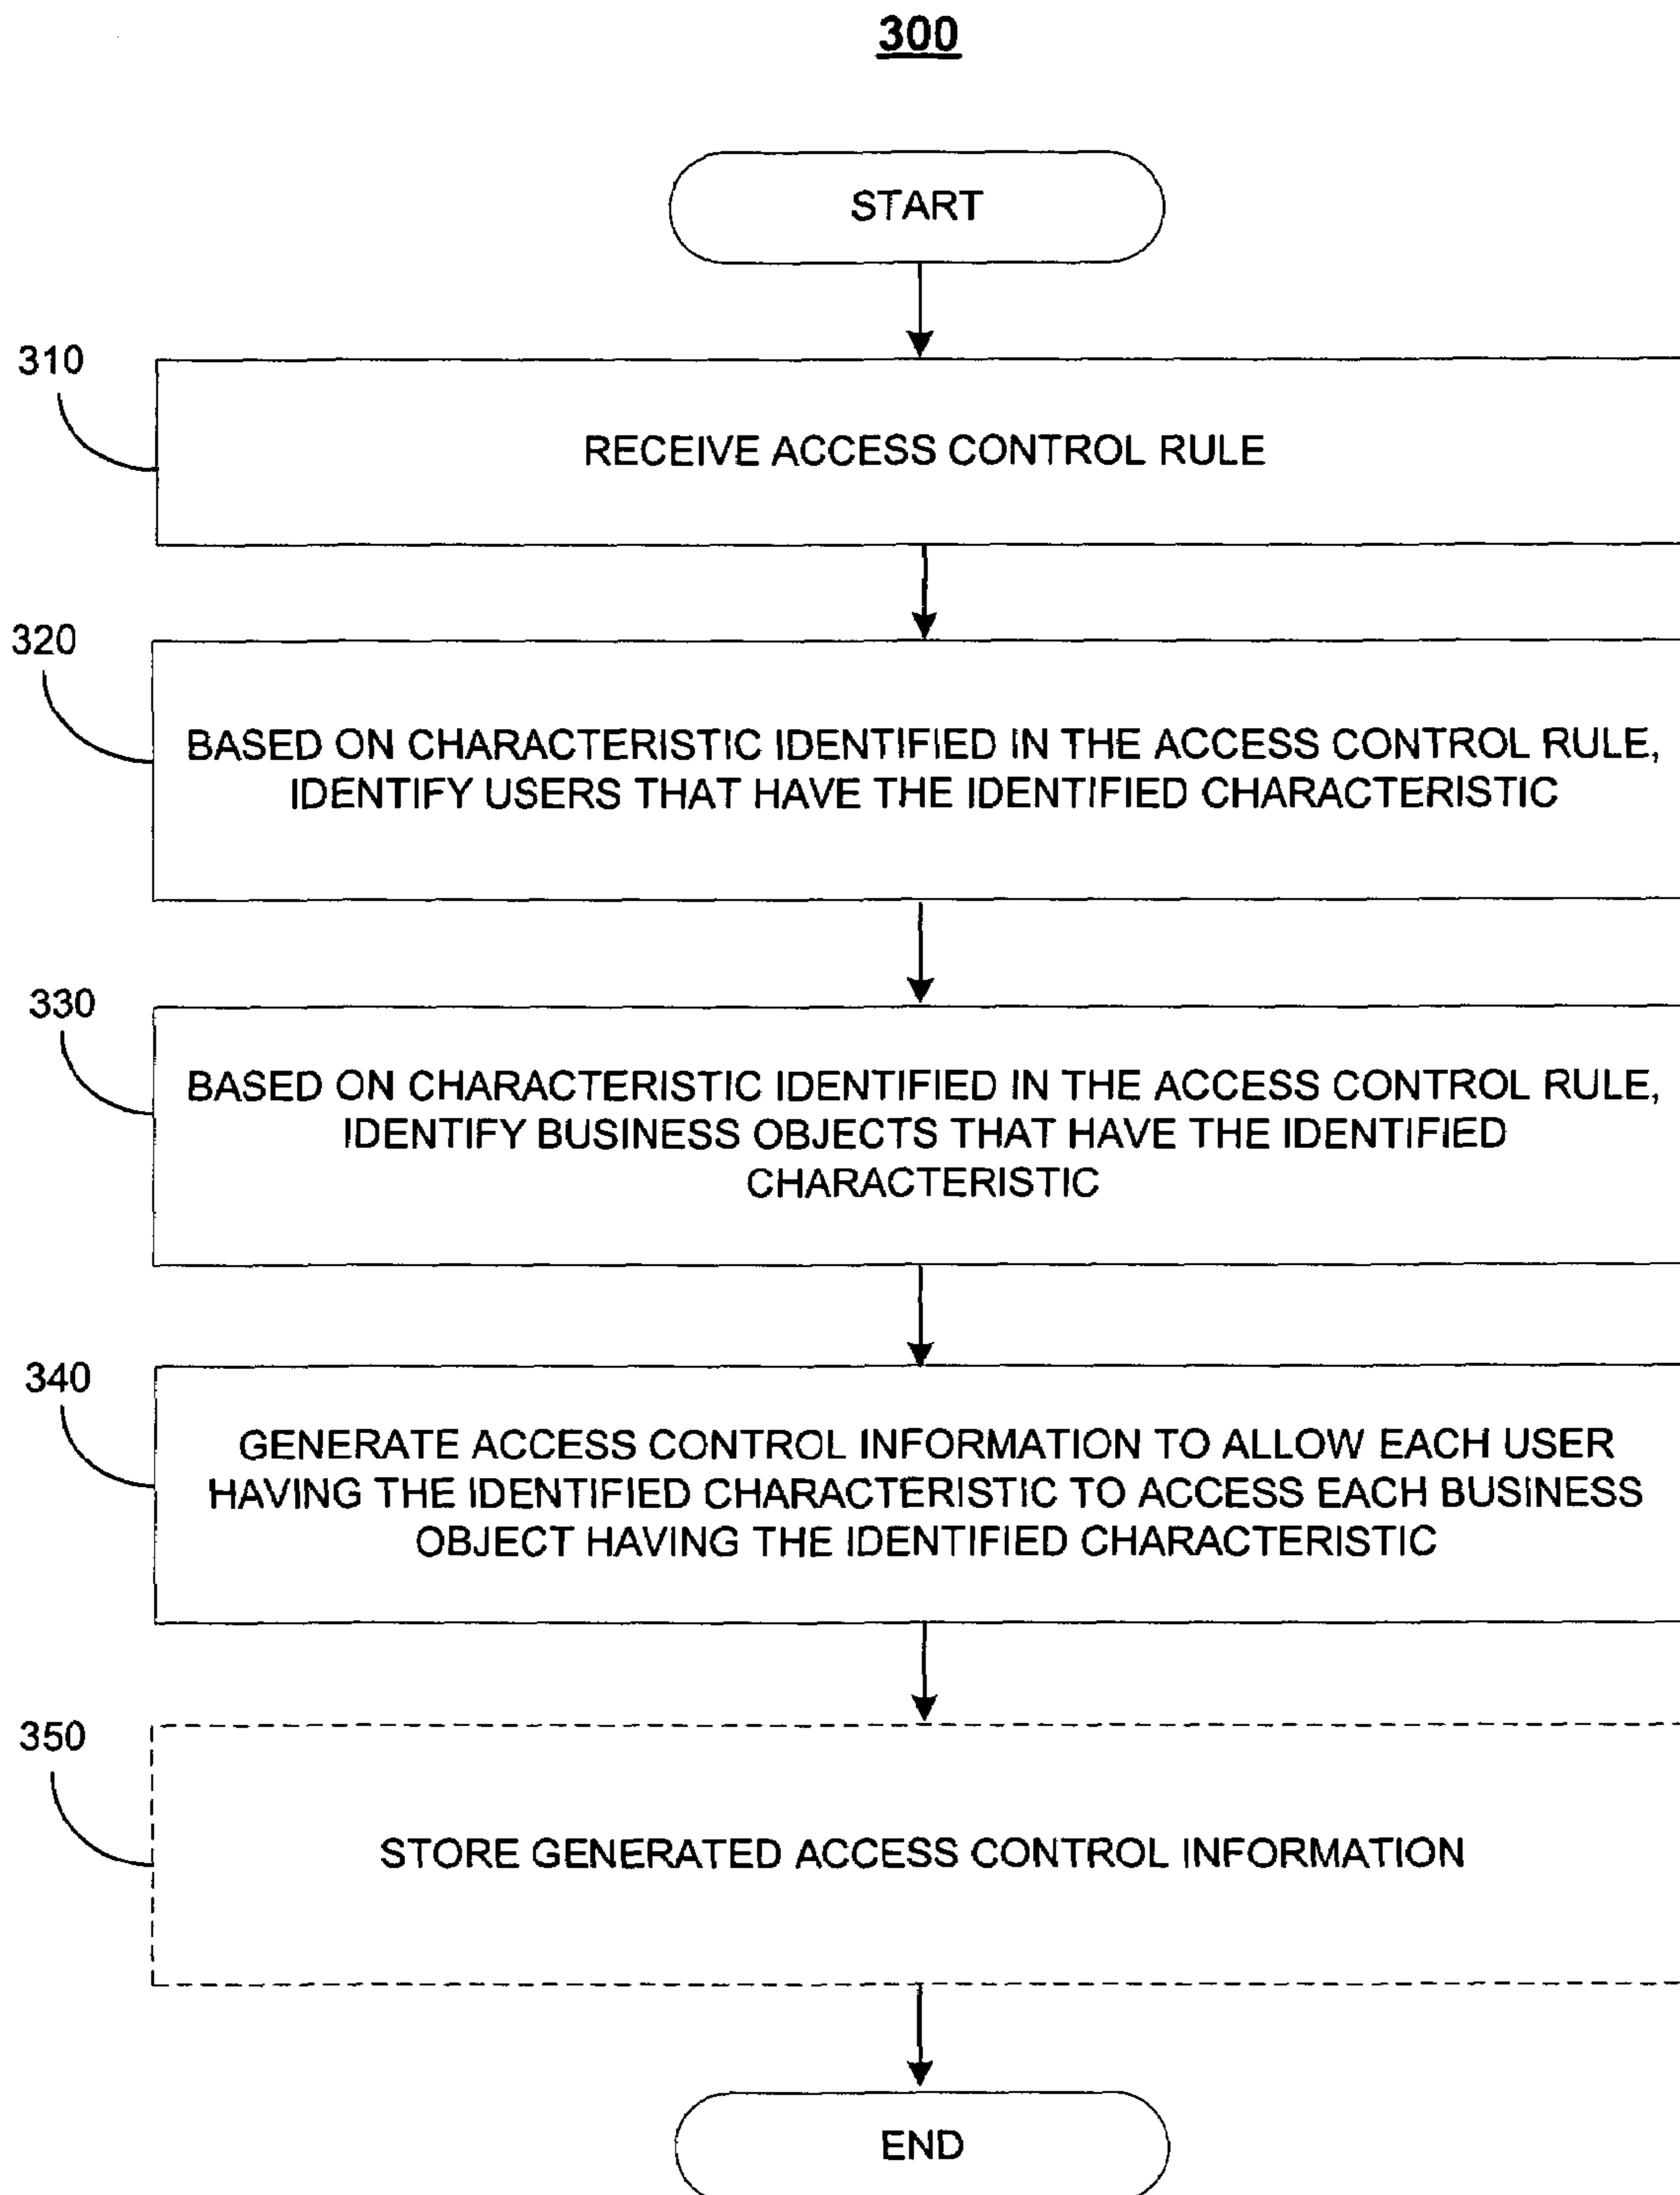 300
START
310
RECEIVE ACCESS CONTROL RULE
320
BASED ON CHARACTERISTIC IDENTIFIED IN THE ACCESS CONTROL RULE,
IDENTIFY USERS THAT HAVE THE IDENTIFIED CHARACTERISTIC
330
BASED ON CHARACTERISTIC IDENTIFIED IN THE ACCESS CONTROL RULE,
IDENTIFY BUSINESS OBJECTS THAT HAVE THE IDENTIFIED
CHARACTERISTIC
340
GENERATE ACCESS CONTROL INFORMATION TO ALLOW EACH USER
HAVING THE IDENTIFIED CHARACTERISTIC TO ACCESS EACH BUSINESS
OBJECT HAVING THE IDENTIFIED CHARACTERISTIC
350
STORE GENERATED ACCESS CONTROL INFORMATION
END